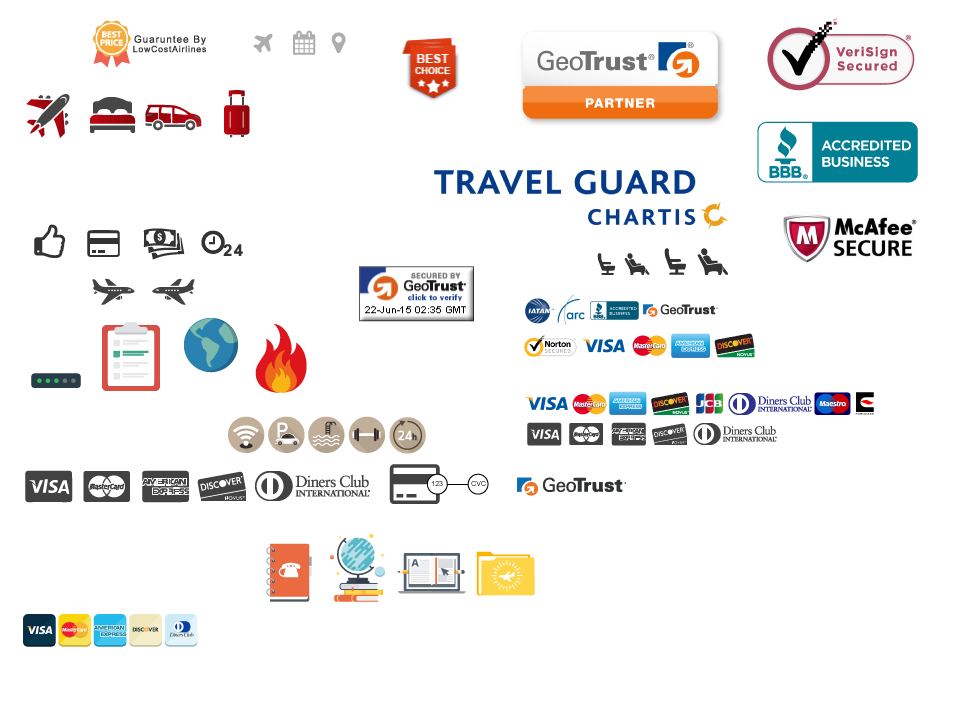 BEST
PRICE
Guaruntee By
LowCostAirlines
BEST
CHOICE
GeoTrust®
PARTNER
VeriSign®
Secured
BBB®
ACCREDITED
BUSINESS
TRAVEL GUARD
CHARTIS
McAfee®
SECURE
$
24
SECURED BY
GeoTrust®
click to verify
22-Jun-15 02:35 GMT
IATAN
arc
BBB
ACCREDITED
BUSINESS
GeoTrust
Norton
SECURED
VISA
MasterCard
AMERICAN
EXPRESS
DISCOVER
NOVUS
VISA
MasterCard
AMERICAN
EXPRESS
DISCOVER
NOVUS
JCB
Diners Club
INTERNATIONAL
Maestro
P
24h
VISA
MasterCard
AMERICAN
EXPRESS
DISCOVER
Diners Club
INTERNATIONAL
VISA
MasterCard
AMERICAN
EXPRESS
DISCOVER
NOVUS
Diners Club
INTERNATIONAL
123
CVC
GeoTrust
A
VISA
MasterCard
AMERICAN
EXPRESS
DISCOVER
Diners Club